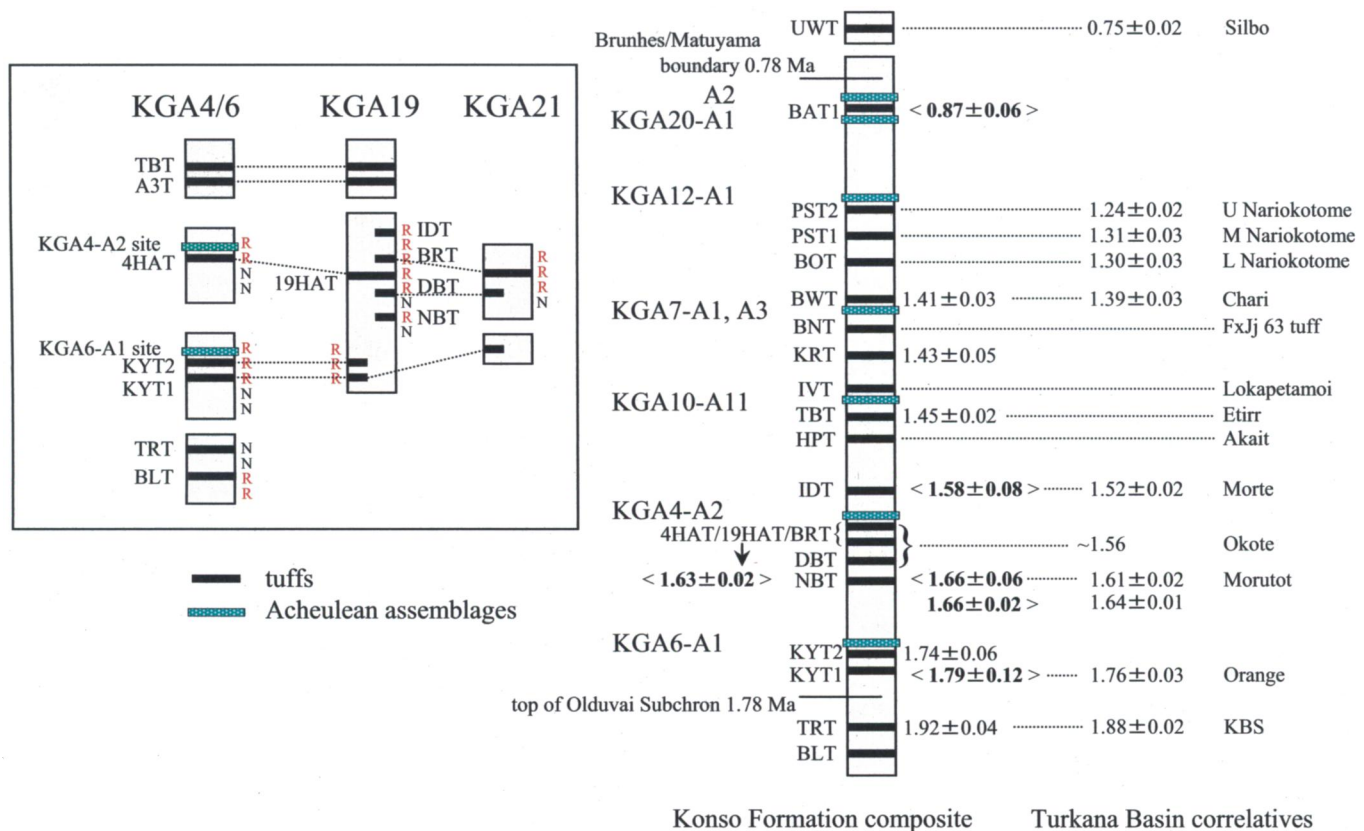 KGA4/6 KGA19 KGA21
TBT
A3T
KGA4-A2 site
4HAT
R
R
N
N
19HAT
R IDT
R
BRT
R
R
DBT
N
R NBT
N
R
R
R
N
KGA6-A1 site
KYT2
KYT1
R
R
R
N
N
R
R
TRT
BLT
N
N
R
R
tuffs
Acheulean assemblages
UWT 0.75±0.02 Silbo
Brunhes/Matuyama
boundary 0.78 Ma
A2
BAT1 < 0.87±0.06 >
KGA20-A1
KGA12-A1
PST2 1.24±0.02 U Nariokotome
PST1 1.31±0.03 M Nariokotome
BOT 1.30±0.03 L Nariokotome
BWT 1.41±0.03 1.39±0.03 Chari
KGA7-A1, A3
BNT FxJj 63 tuff
KRT 1.43±0.05
IVT Lokapetamoi
KGA10-A11
TBT 1.45±0.02 Etirr
HPT Akait
IDT < 1.58±0.08 > 1.52±0.02 Morte
KGA4-A2
4HAT/19HAT/BRT{ } ~1.56 Okote
DBT
< 1.63±0.02 > NBT < 1.66±0.06 1.61±0.02 Morutot
1.66±0.02 > 1.64±0.01
KGA6-A1
KYT2 1.74±0.06
KYT1 < 1.79±0.12 > 1.76±0.03 Orange
top of Olduvai Subchron 1.78 Ma
TRT 1.92±0.04 1.88±0.02 KBS
BLT
Konso Formation composite Turkana Basin correlatives